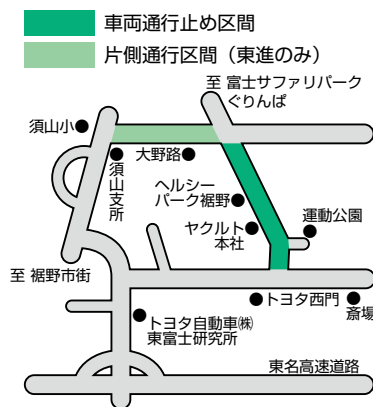 車両通行止め区間
片側通行区間（東進のみ）
至 富士サファリパーク
ぐりんぱ
須山小
須山支所
大野路
ヘルシー
パーク裾野
ヤクルト
本社
運動公園
至 裾野市街
トヨタ西門
斎場
トヨタ自動車㈱
東富士研究所
東名高速道路